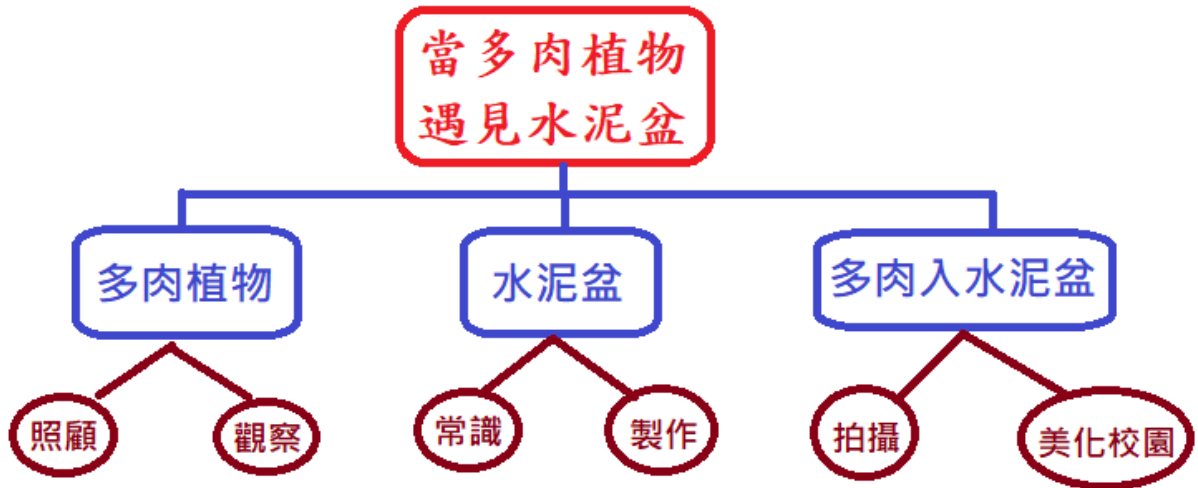 當多肉植物
遇見水泥盆
多肉植物
水泥盆
多肉入水泥盆
照顧
觀察
常識
製作
拍攝
美化校園